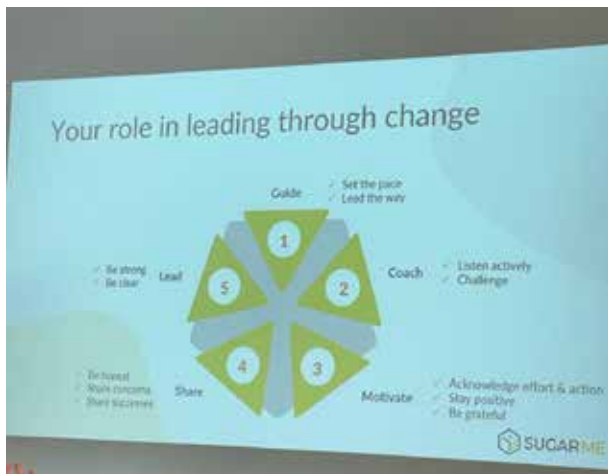 Your role in leading through change
Guide
✓ Set the pace
✓ Lead the way
1
✓ Be strong
✓ Be clear
Lead
5
2
Coach
✓ Listen actively
✓ Challenge
4
3
✓ Be honest
✓ Share concerns
✓ Share successes
Share
Motivate
✓ Acknowledge effort & action
✓ Stay positive
✓ Be grateful
SUGARME